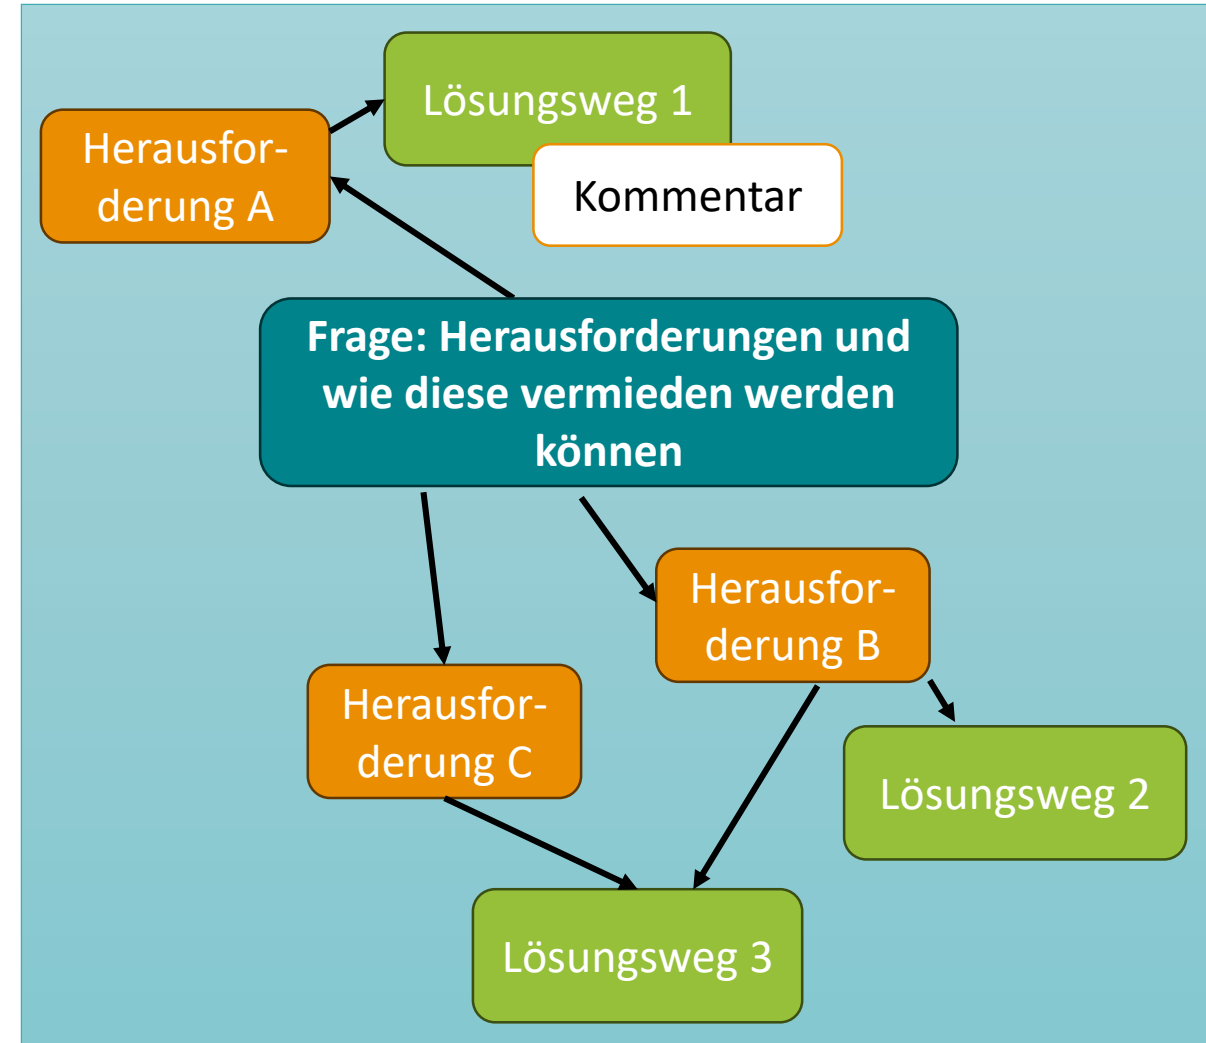 Lösungsweg 1
Herausfor-
derung A
Kommentar
Frage: Herausforderungen und
wie diese vermieden werden
können
Herausfor-
derung B
Herausfor-
derung C
Lösungsweg 2
Lösungsweg 3